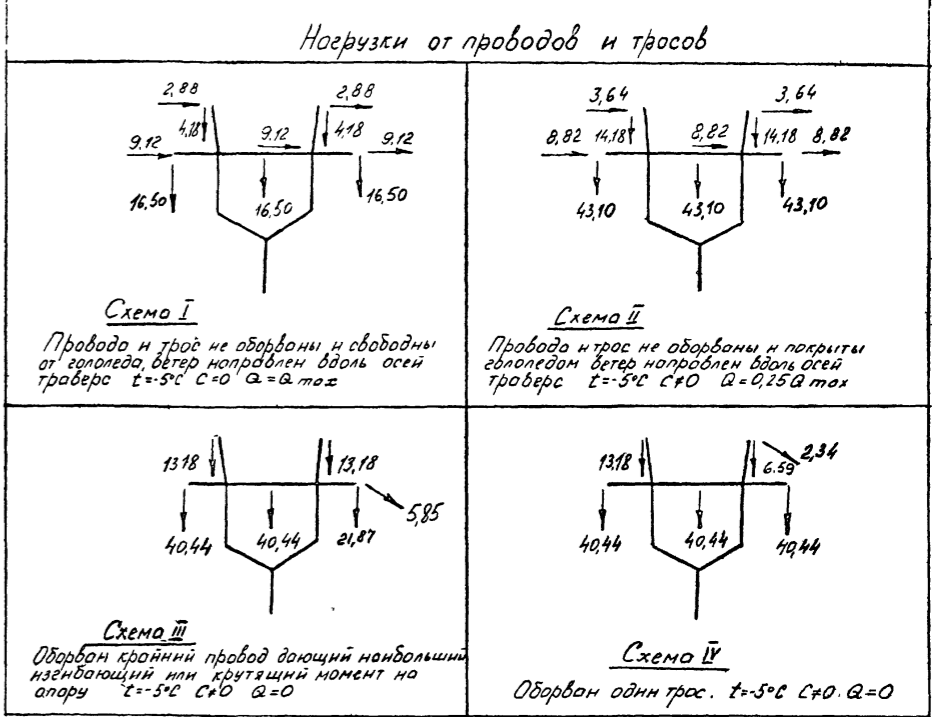 Нагрузки от проводов и тросов
2,88 2,88
4,18 9,12 4,18
9,12 9,12
16,50 16,50 16,50
Схема I
Провода и трос не оборваны и свободны
от гололеда, ветер направлен вдоль осей
траверс t=-5°C C=0 Q=Q max
3,64 3,64
8,82 14,18 8,82 14,18 8,82
43,10 43,10 43,10
Схема II
Провода и трос не оборваны и покрыты
гололедом ветер направлен вдоль осей
траверс t=-5°C C≠0 Q=0,25Q max
13,18 13,18
5,85
40,44 40,44 21,87
Схема III
Оборван крайний провод дающий наибольший
изгибающий или крутящий момент на
опору t=-5°C C≠0 Q=0
13,18 6.59 2,34
40,44 40,44 40,44
Схема IV
Оборван один трос. t=-5°C C≠0. Q=0